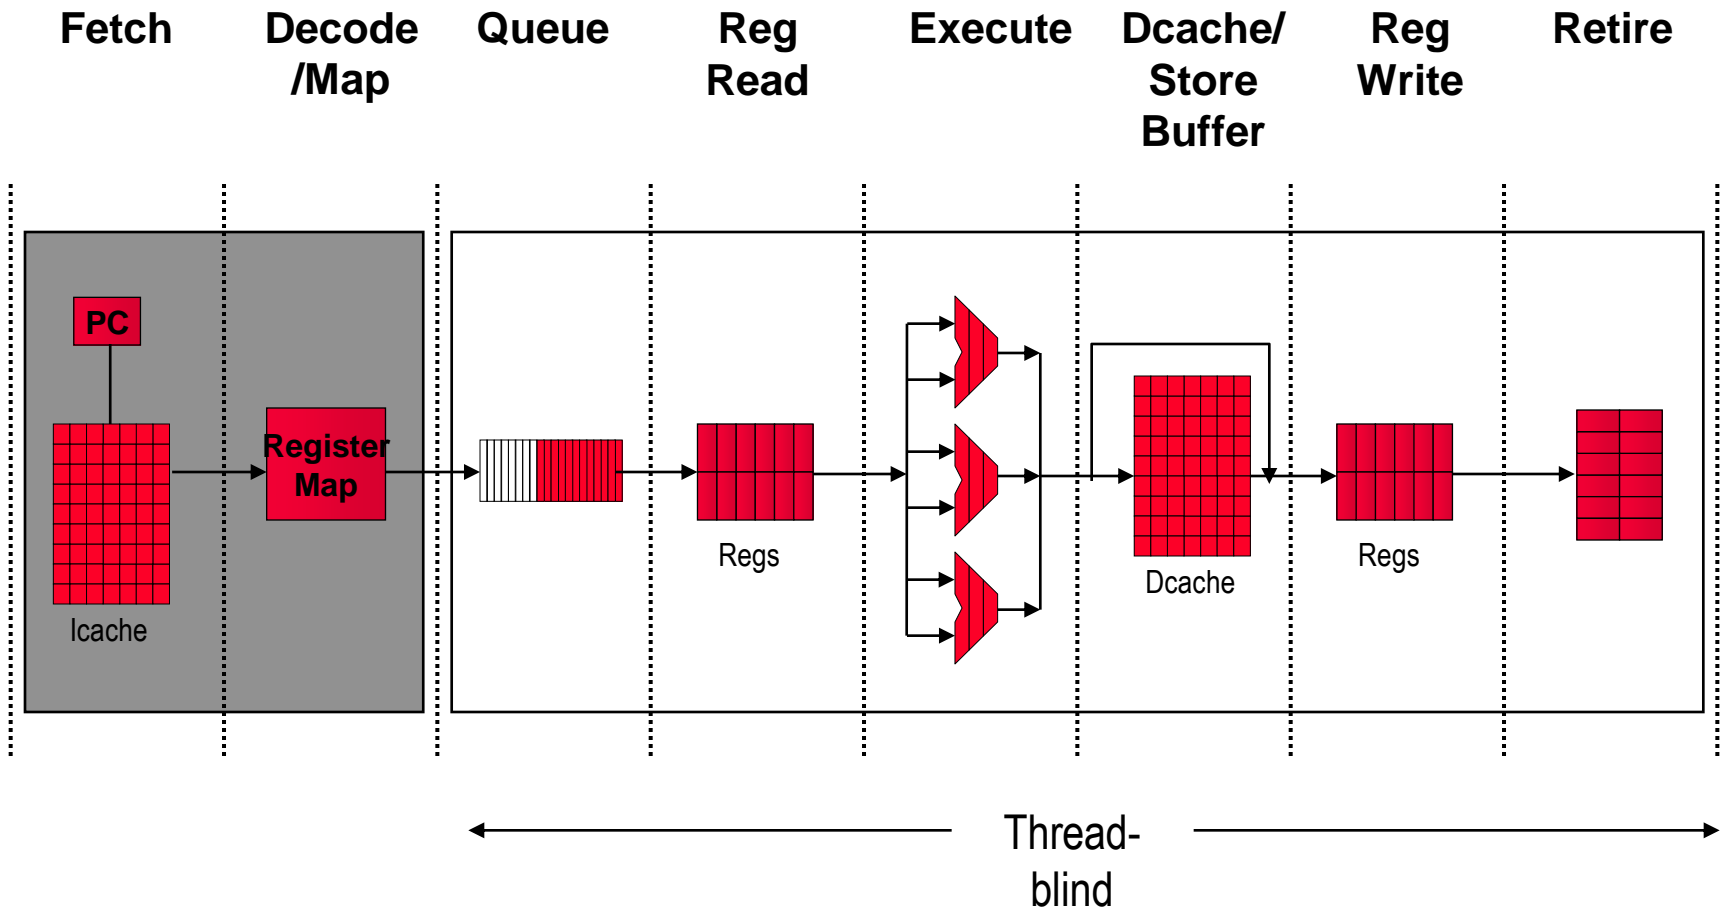 Fetch
Decode
/Map
Queue
Reg
Read
Execute
Dcache/
Store
Buffer
Reg
Write
Retire
PC
Register
Map
Icache
Regs
Dcache
Regs
Thread-
blind